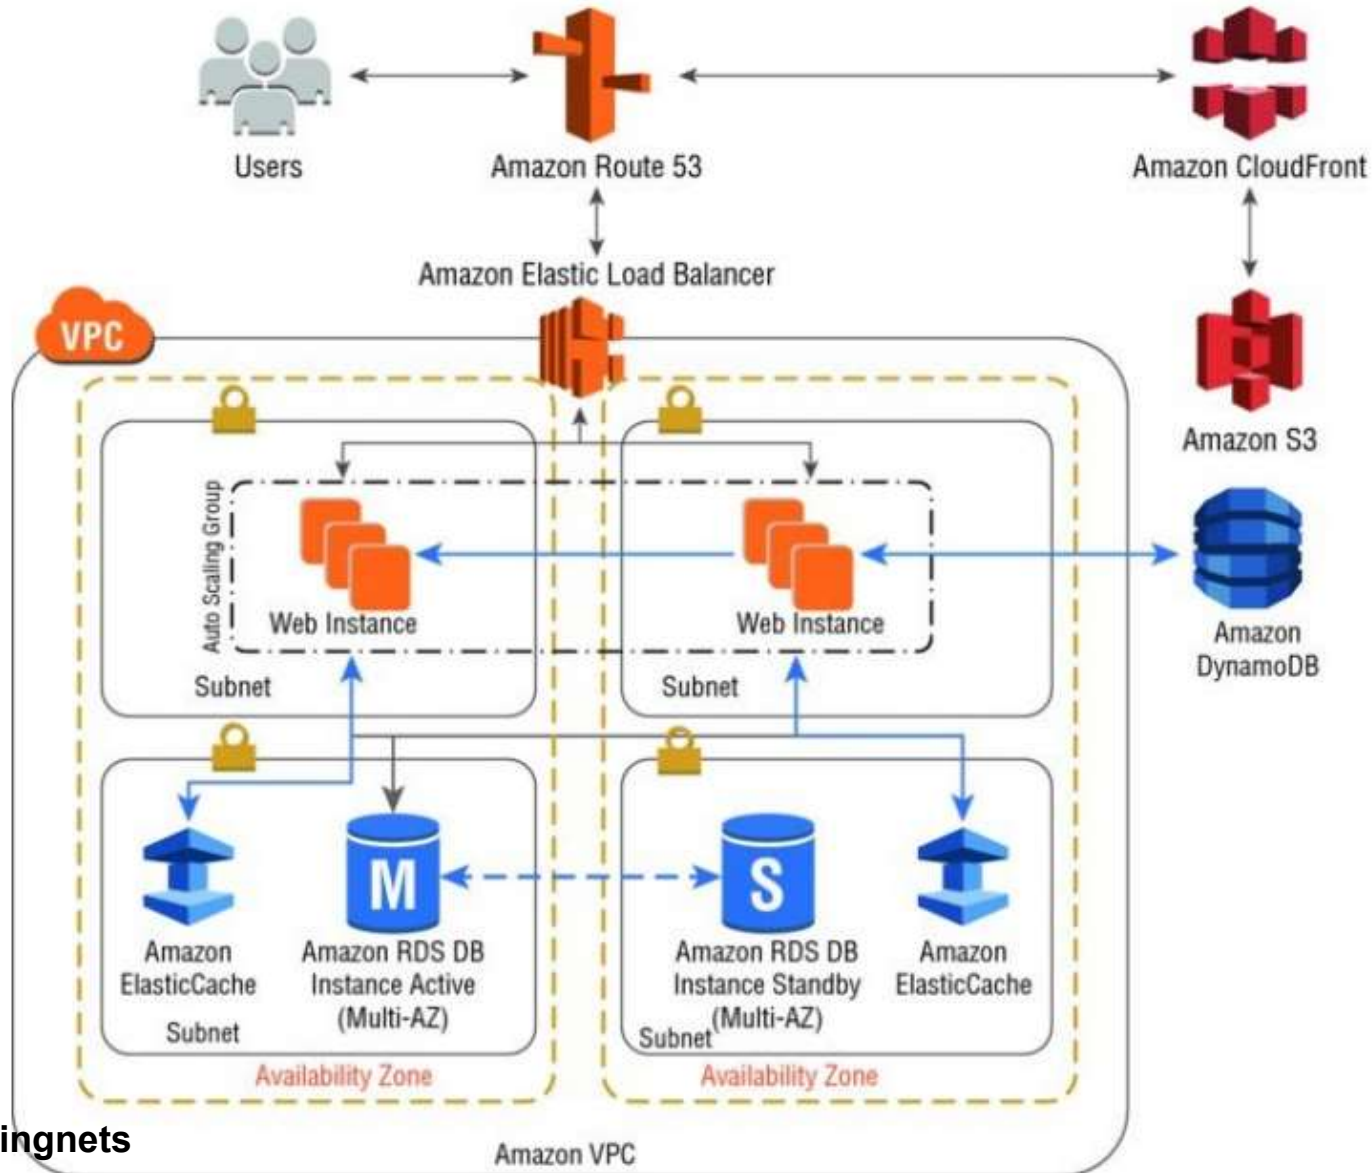 Users
Amazon Route 53
Amazon CloudFront
Amazon Elastic Load Balancer
VPC
Amazon S3
Auto Scaling Group
Web Instance
Web Instance
Amazon
DynamoDB
Subnet
Subnet
M
S
Amazon
ElasticCache
Amazon RDS DB
Instance Active
(Multi-AZ)
Amazon RDS DB
Instance Standby
(Multi-AZ)
Amazon
ElasticCache
Subnet
Subnet
Availability Zone
Availability Zone
ingnets
Amazon VPC